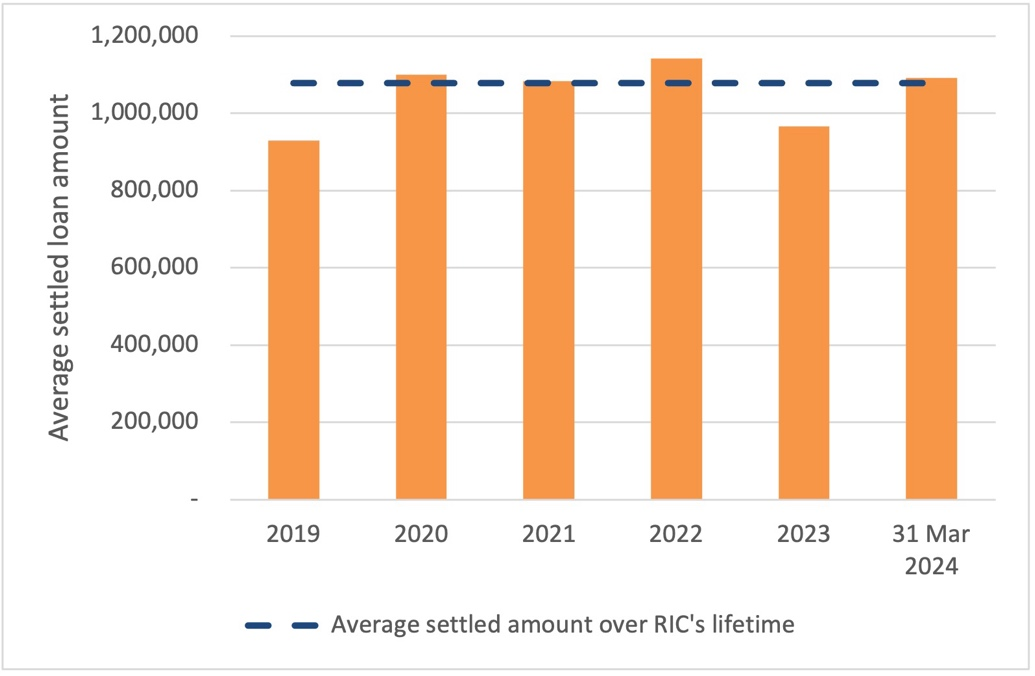 Average settled loan amount
1,200,000
1,000,000
800,000
600,000
400,000
200,000
-
2019 2020 2021 2022 2023 31 Mar
2024
Average settled amount over RIC's lifetime